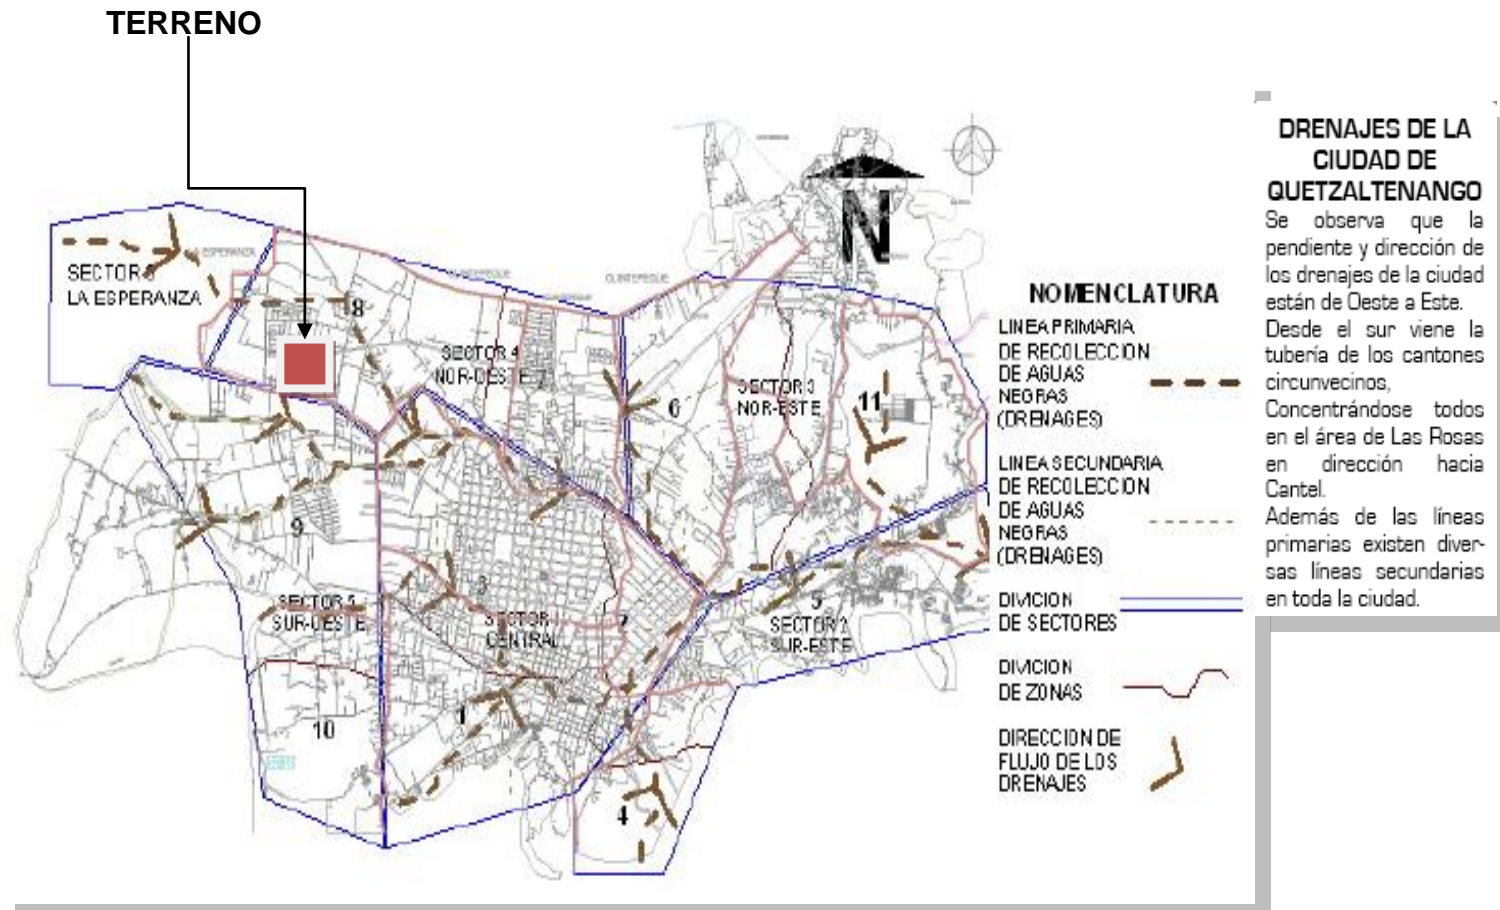 TERRENO
N
LA ESPERANZA
SECTOR 6
LA ESPERANZA
OLINTEPEQUE
OLINTEPEQUE
8
SECTOR 4
NOR-OESTE
6
SECTOR 3
NOR-ESTE
11
9
3
SECTOR 5
SUR-OESTE
SECTOR 1
CENTRAL
7
5
SECTOR 2
SUR-ESTE
10
1
4
NOMENCLATURA
LINEA PRIMARIA
DE RECOLECCION
DE AGUAS
NEGRAS
(DRENAGES)
LINEA SECUNDARIA
DE RECOLECCION
DE AGUAS
NEGRAS
(DRENAGES)
DIVICION
DE SECTORES
DIVICION
DE ZONAS
DIRECCION DE
FLUJO DE LOS
DRENAJES
DRENAJES DE LA
CIUDAD DE
QUETZALTENANGO
Se observa que la
pendiente y dirección de
los drenajes de la ciudad
están de Oeste a Este.
Desde el sur viene la
tubería de los cantones
circunvecinos,
Concentrándose todos
en el área de Las Rosas
en dirección hacia
Cantel.
Además de las líneas
primarias existen diver-
sas líneas secundarias
en toda la ciudad.